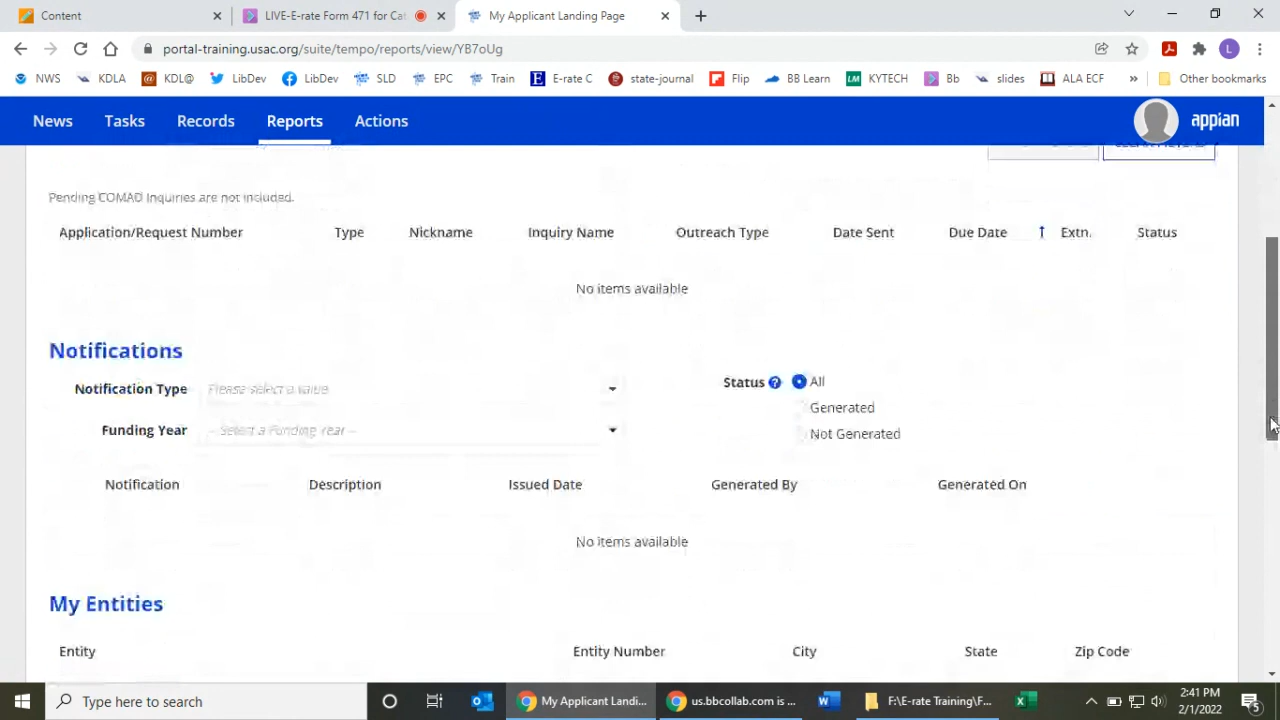 Content
LIVE-E-rate Form 471 for Cat
My Applicant Landing Page
portal-training.usac.org/suite/tempo/reports/view/YB7oUg
L
NWS KDLA KDL@ LibDev LibDev SLD EPC Train E-rate C state-journal Flip BB Learn KYTECH Bb slides ALA ECF » Other bookmarks
News Tasks Records Reports Actions appian
Pending COMAD Inquiries are not included.
Application/Request Number Type Nickname Inquiry Name Outreach Type Date Sent Due Date ↑ Extn. Status
No items available
Notifications
Notification Type Please select a value Status ? All
Generated
Funding Year -- Select a Funding Year --
Not Generated
Notification Description Issued Date Generated By Generated On
No items available
My Entities
Entity Entity Number City State Zip Code
Type here to search
My Applicant Landi... us.bbcollab.com is ... F:\E-rate Training\F...
2:41 PM
2/1/2022
5